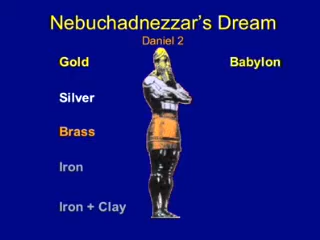 Nebuchadnezzar's Dream
Daniel 2
Gold Babylon
Silver
Brass
Iron
Iron + Clay